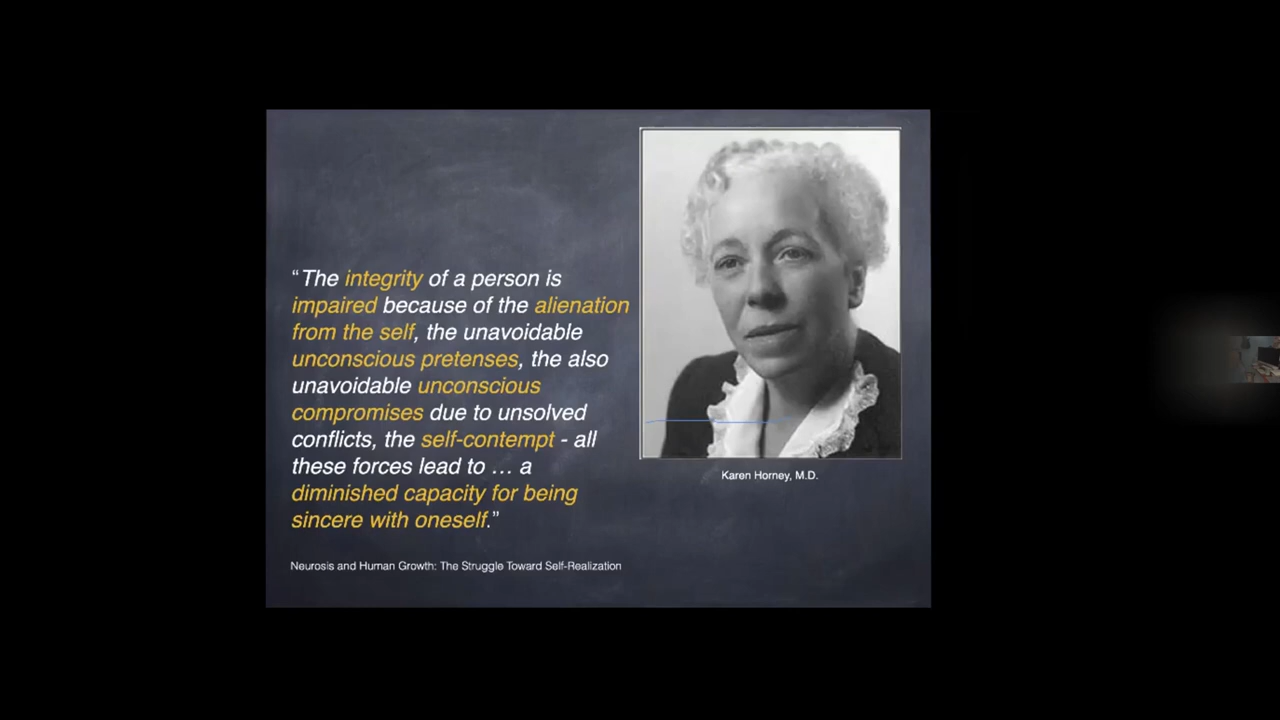 “The integrity of a person is
impaired because of the alienation
from the self, the unavoidable
unconscious pretenses, the also
unavoidable unconscious
compromises due to unsolved
conflicts, the self-contempt - all
these forces lead to … a
diminished capacity for being
sincere with oneself.”
Neurosis and Human Growth: The Struggle Toward Self-Realization
Karen Horney, M.D.